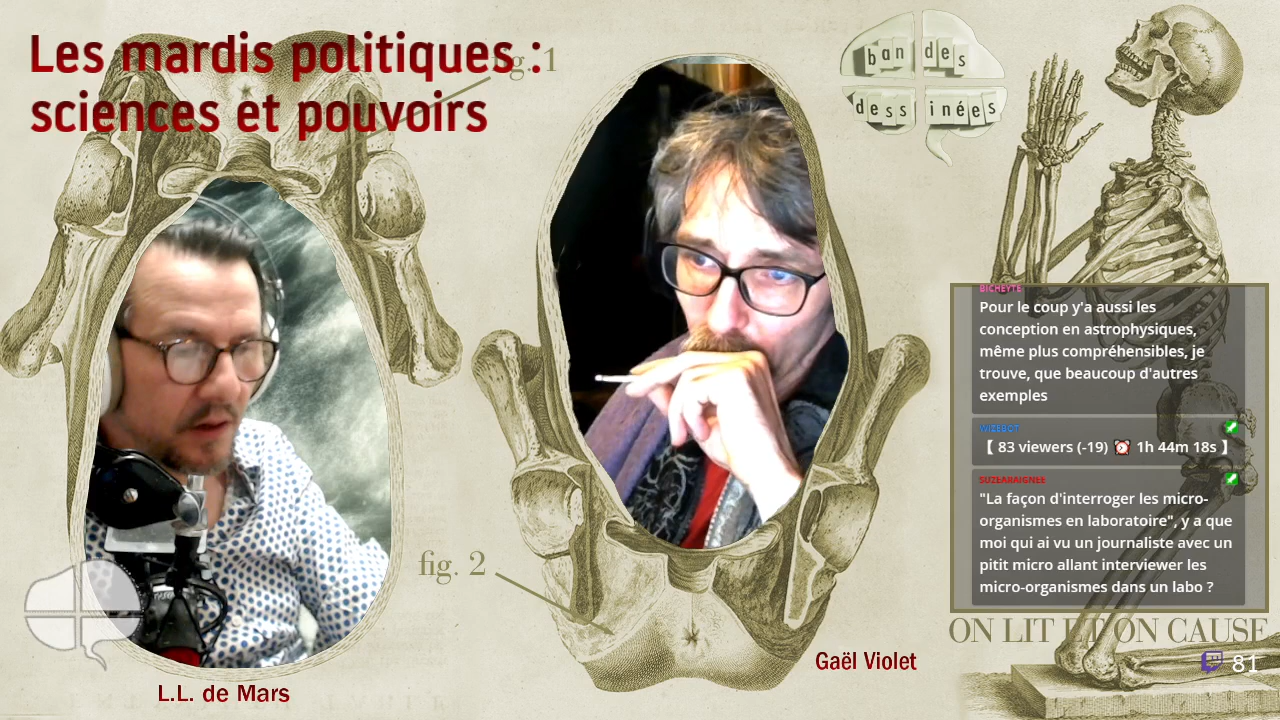 Les mardis politiques :
sciences et pouvoirs
fig. 1
ban des
dess inées
BICHEYTE
Pour le coup y'a aussi les
conception en astrophysiques,
même plus compréhensibles, je
trouve, que beaucoup d'autres
exemples
WIZEBOT
【 83 viewers (-19) ⏰ 1h 44m 18s 】
SUZEARAIGNEE
"La façon d'interroger les micro-
organismes en laboratoire", y a que
moi qui ai vu un journaliste avec un
pitit micro allant interviewer les
micro-organismes dans un labo ?
fig. 2
ON LIT ET ON CAUSE
81
Gaël Violet
L.L. de Mars